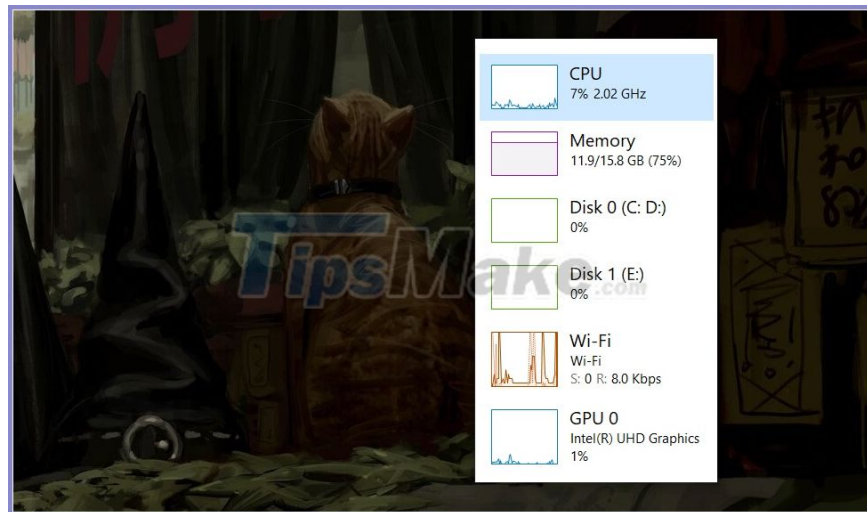 CPU
7% 2.02 GHz
Memory
11.9/15.8 GB (75%)
Disk 0 (C: D:)
0%
TipsMake.com
Disk 1 (E:)
0%
Wi-Fi
Wi-Fi
S: 0 R: 8.0 Kbps
GPU 0
Intel(R) UHD Graphics
1%